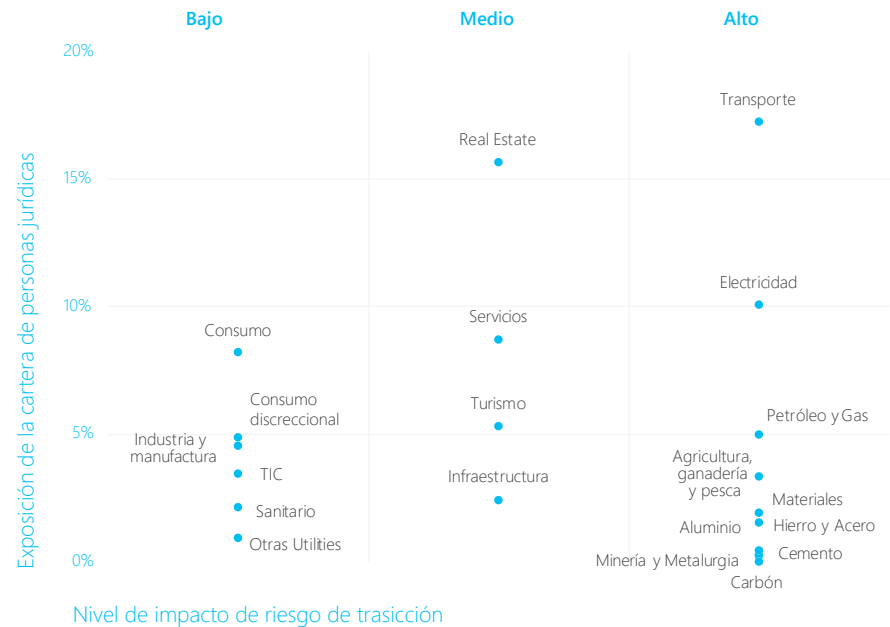 Bajo
Medio
Alto
20%
15%
10%
5%
0%
Exposición de la cartera de personas jurídicas
Consumo
Consumo
discreccional
Industria y
manufactura
TIC
Sanitario
Otras Utilities
Real Estate
Servicios
Turismo
Infraestructura
Transporte
Electricidad
Petróleo y Gas
Agricultura,
ganadería
y pesca
Materiales
Aluminio
Hierro y Acero
Cemento
Minería y Metalurgia
Carbón
Nivel de impacto de riesgo de trasicción